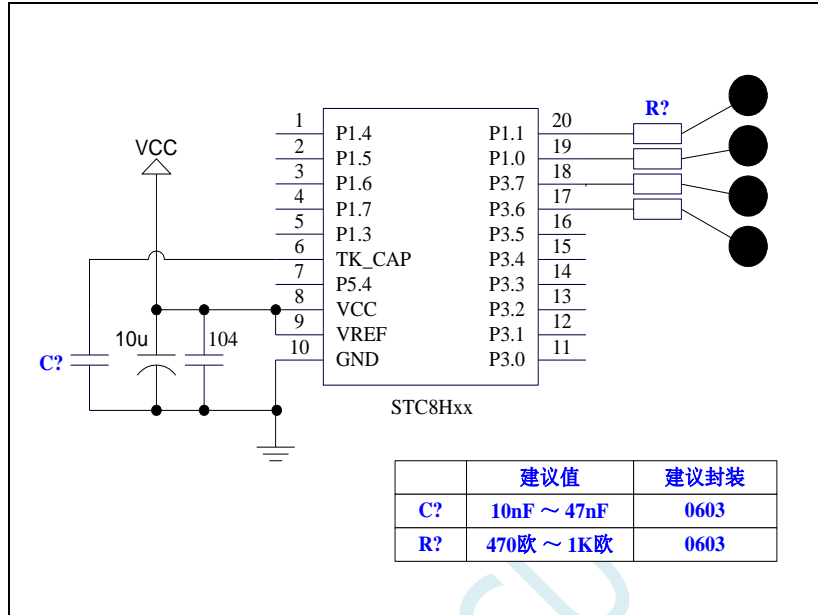 R?
1 P1.4 P1.1 20
2 P1.5 P1.0 19
3 P1.6 P3.7 18
4 P1.7 P3.6 17
5 P1.3 P3.5 16
6 TK_CAP P3.4 15
7 P5.4 P3.3 14
8 VCC P3.2 13
9 VREF P3.1 12
10 GND P3.0 11
VCC
10u
104
C?
STC8Hxx
建议值 建议封装
C? 10nF ～ 47nF 0603
R? 470欧 ～ 1K欧 0603